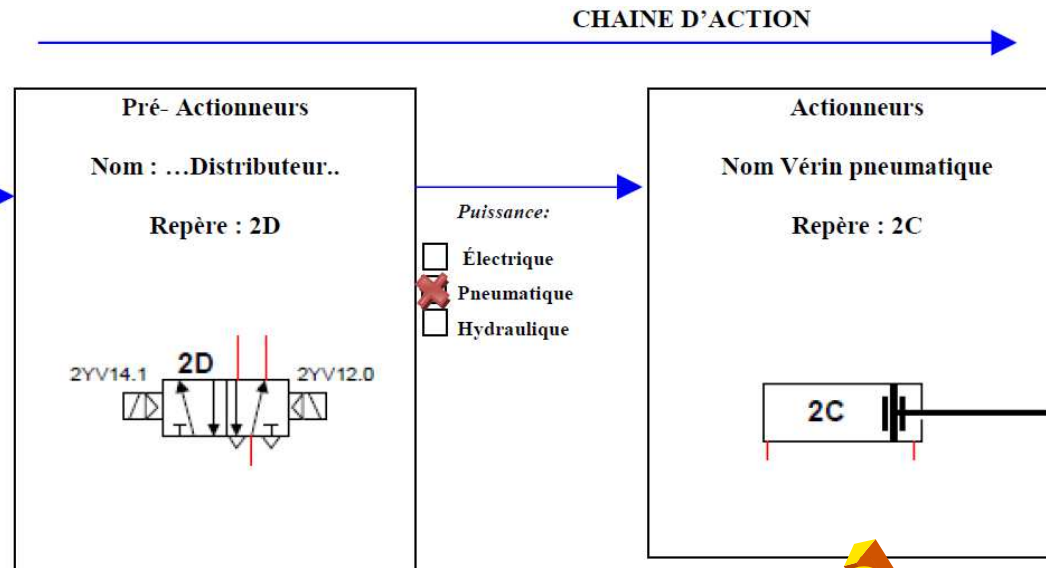 CHAINE D’ACTION
Pré- Actionneurs
Nom : …Distributeur..
Repère : 2D
2YV14.1
2D
2YV12.0
Puissance:
Électrique
Pneumatique
Hydraulique
Actionneurs
Nom Vérin pneumatique
Repère : 2C
2C